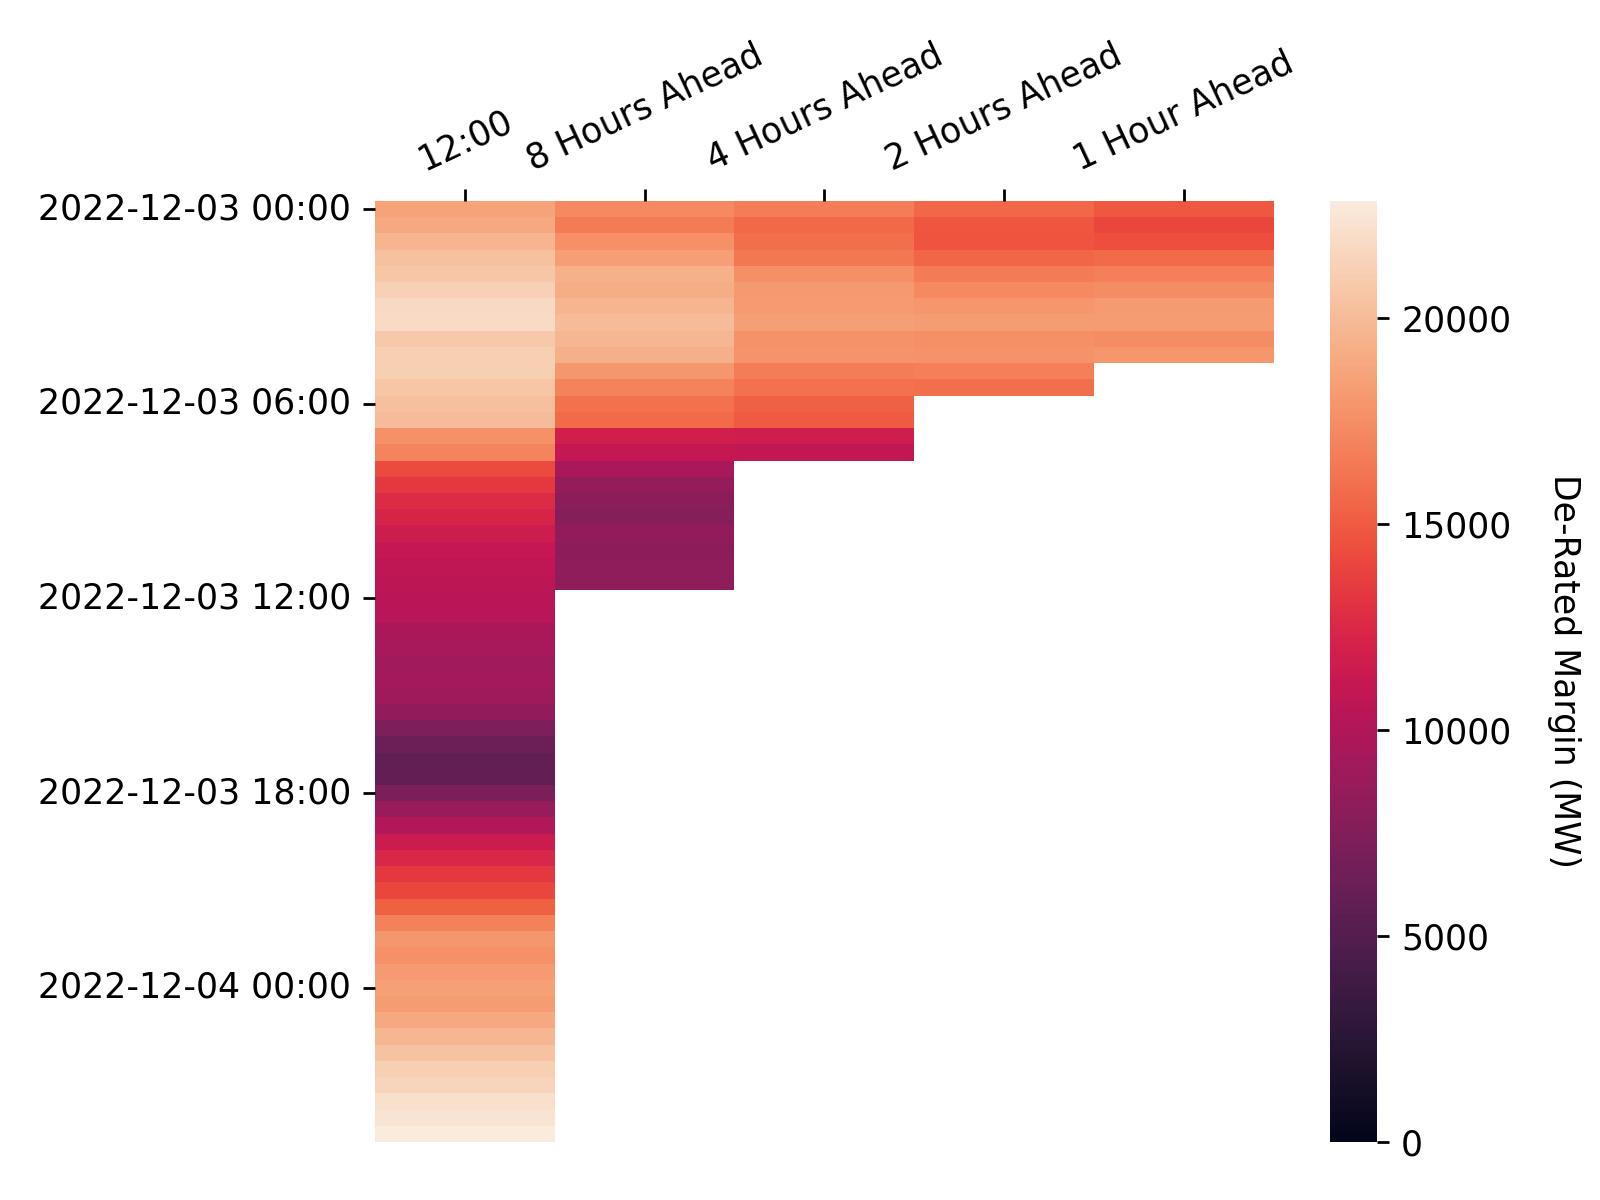 12:00
8 Hours Ahead
4 Hours Ahead
2 Hours Ahead
1 Hour Ahead
2022-12-03 00:00
2022-12-03 06:00
2022-12-03 12:00
2022-12-03 18:00
2022-12-04 00:00
20000
15000
10000
5000
0
De-Rated Margin (MW)